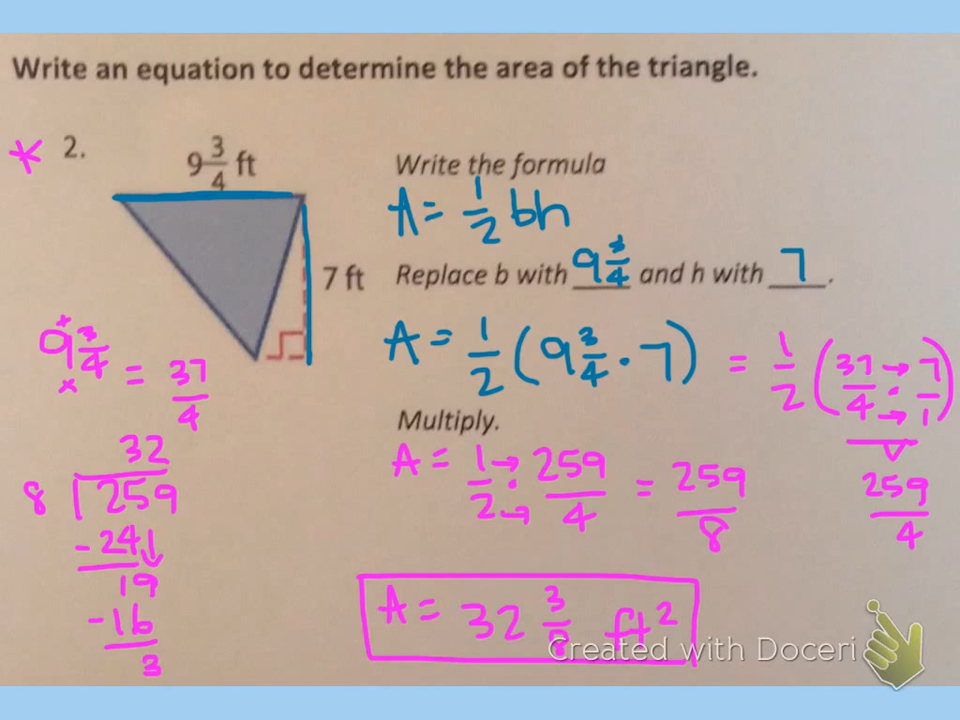 Write an equation to determine the area of the triangle.
* 2.
9 3/4 ft
Write the formula
A = 1/2 bh
7 ft
Replace b with 9 3/4 and h with 7.
A = 1/2 (9 3/4 · 7) = 1/2 (37/4 → · → 7/1)
259/4
9 3/4 = 37/4
+
×
Multiply.
A = 1/2 → · → 259/4 = 259/8
32
8 259
- 24 ↓
19
- 16
3
A = 32 3/8 ft²
Created with Doceri